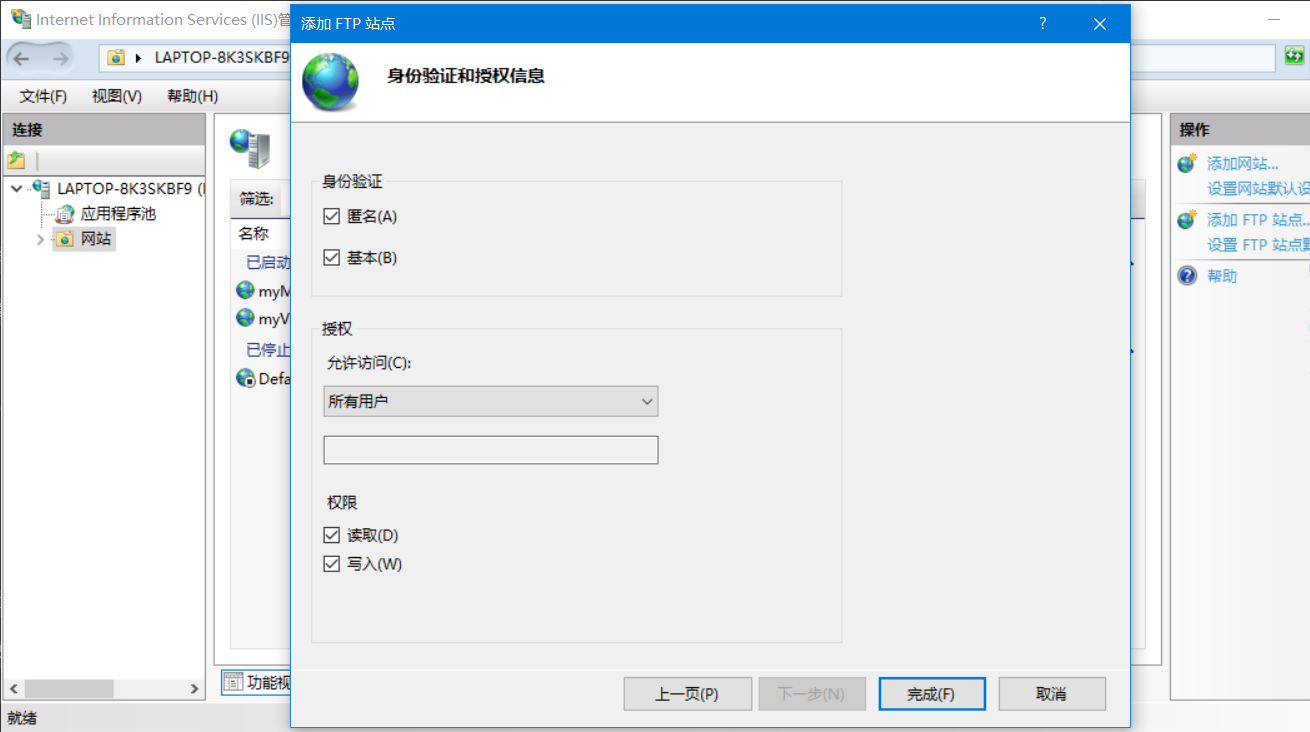 Internet Information Services (IIS)管
添加 FTP 站点
?
LAPTOP-8K3SKBF9
身份验证和授权信息
文件(F) 视图(V) 帮助(H)
连接
LAPTOP-8K3SKBF9 (
应用程序池
网站
筛选:
名称
已启动
myM
myV
已停止
Defa
身份验证
匿名(A)
基本(B)
授权
允许访问(C):
所有用户
权限
读取(D)
写入(W)
上一页(P) 下一步(N) 完成(F) 取消
操作
添加网站...
设置网站默认设
添加 FTP 站点...
设置 FTP 站点默
帮助
功能视
就绪